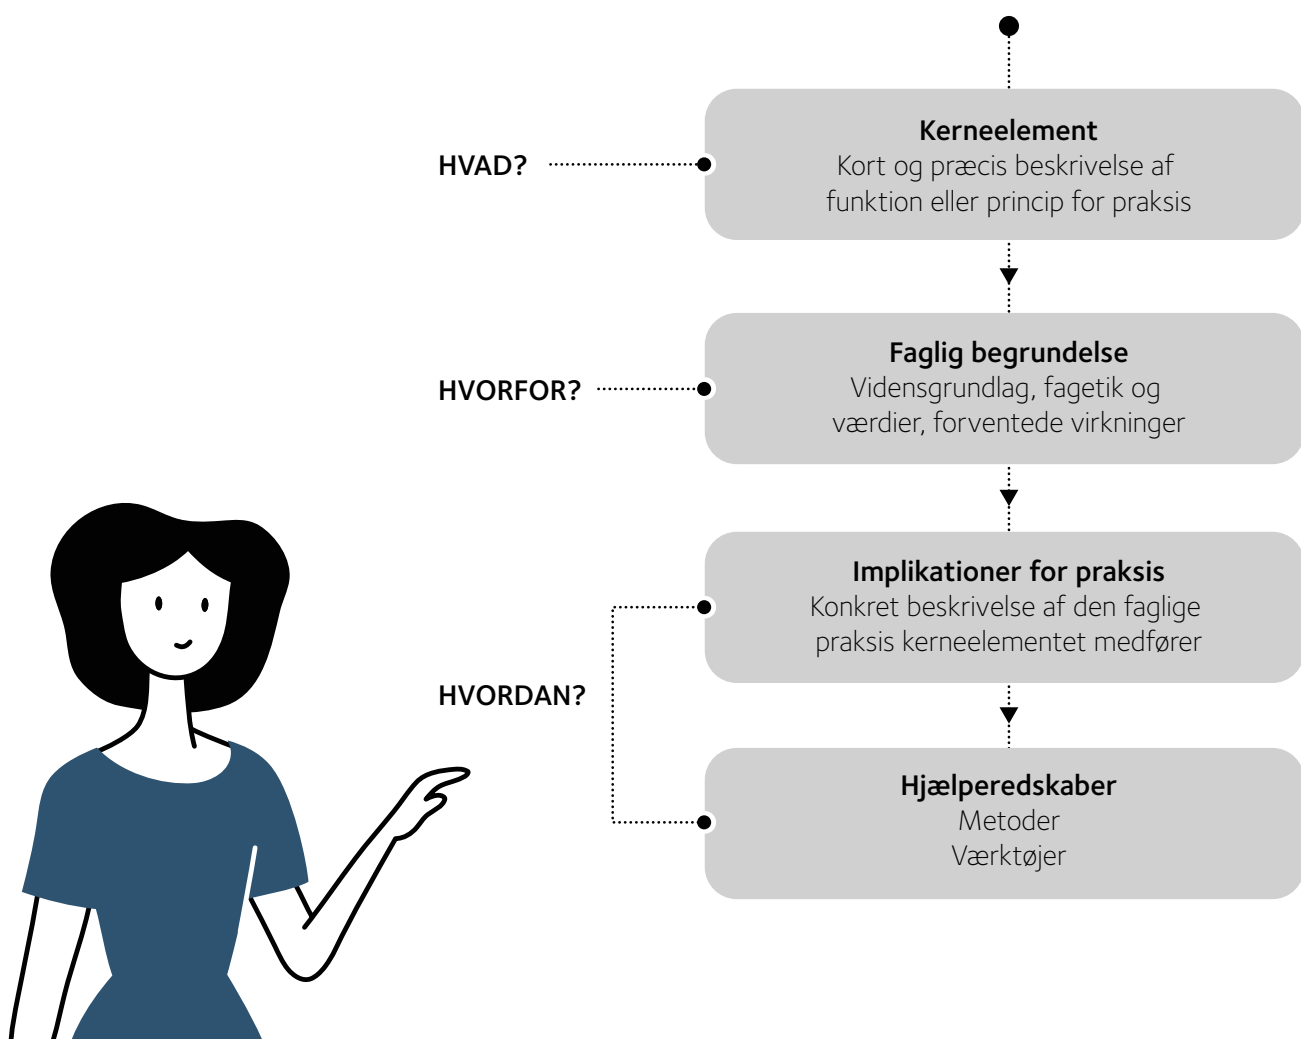 HVAD?
Kerneelement
Kort og præcis beskrivelse af
funktion eller princip for praksis
HVORFOR?
Faglig begrundelse
Vidensgrundlag, fagetik og
værdier, forventede virkninger
HVORDAN?
Implikationer for praksis
Konkret beskrivelse af den faglige
praksis kerneelementet medfører
Hjælperedskaber
Metoder
Værktøjer